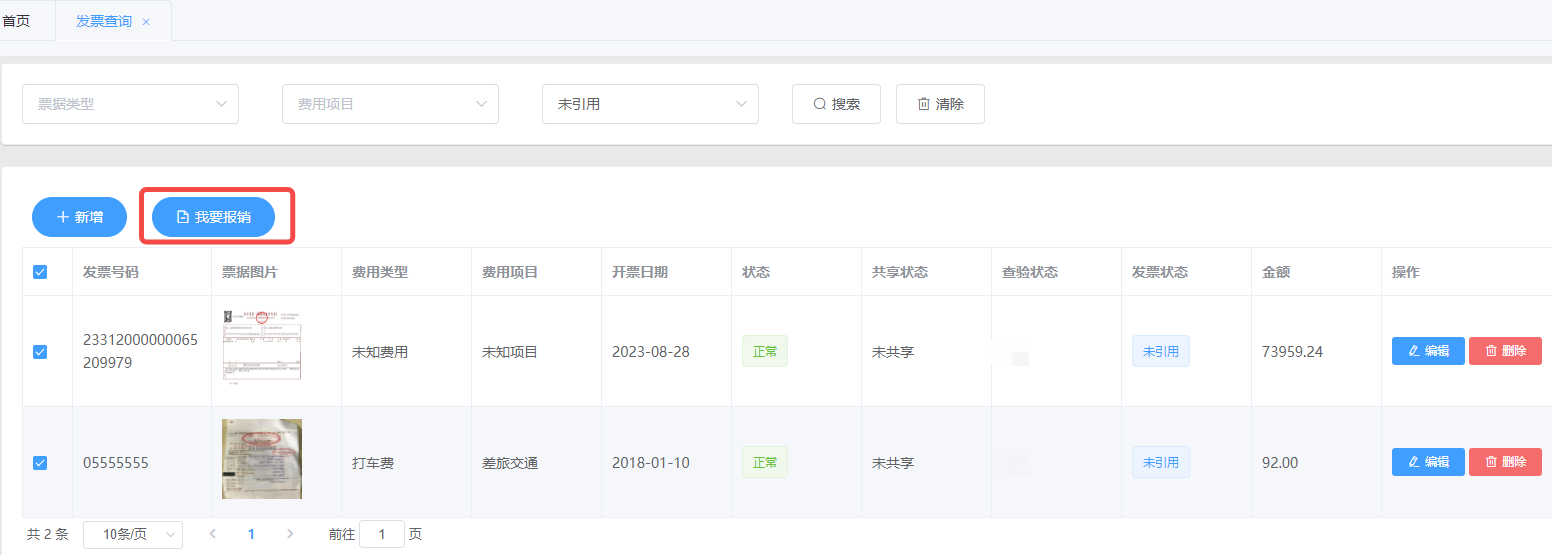 首页 发票查询 ×
票据类型 费用项目 未引用 搜索 清除
+ 新增 我要报销
发票号码 票据图片 费用类型 费用项目 开票日期 状态 共享状态 查验状态 发票状态 金额 操作
23312000000065
209979
未知费用 未知项目 2023-08-28 正常 未共享 未引用 73959.24 编辑 删除
05555555 打车费 差旅交通 2018-01-10 正常 未共享 未引用 92.00 编辑 删除
共 2 条 10条/页 < 1 > 前往 1 页